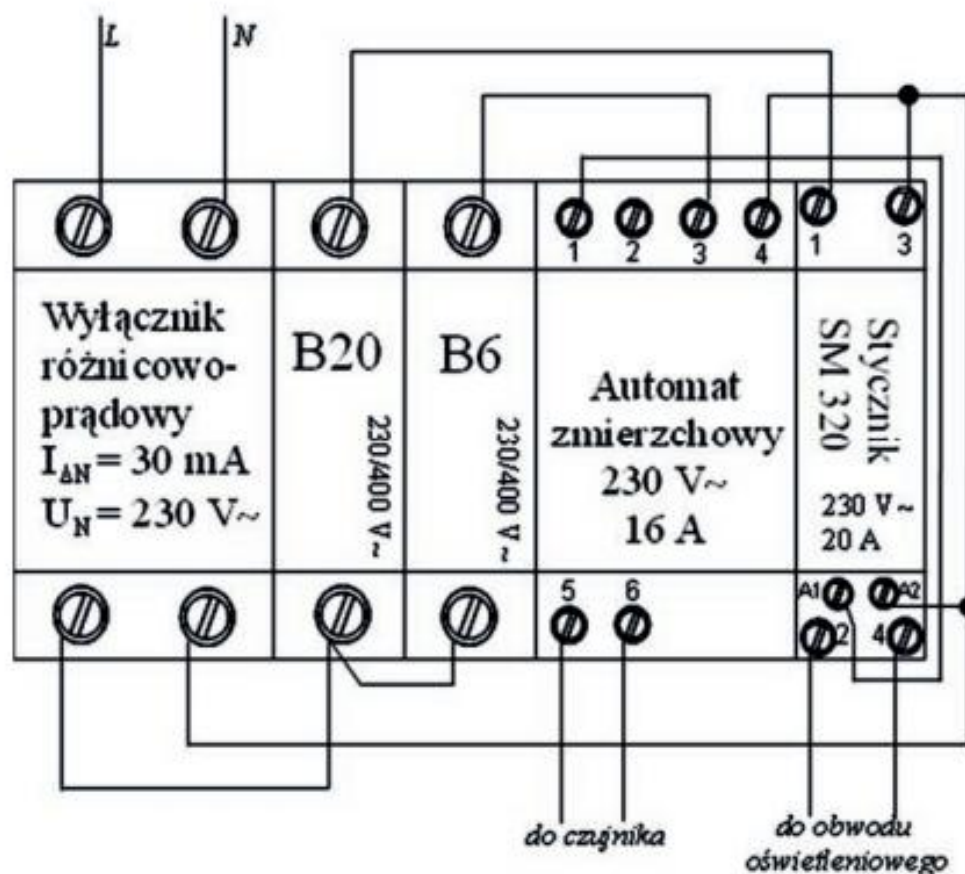 L N
1 2 3 4 1 3
Wyłącznik
różnicowo-
prądowy
I∆N = 30 mA
UN = 230 V~
B20
230/400 V~
B6
230/400 V~
Automat
zmierzchowy
230 V~
16 A
Stycznik
SM 320
230 V~
20 A
5 6 A1 A2
2 4
do czujnika
do obwodu
oświetleniowego